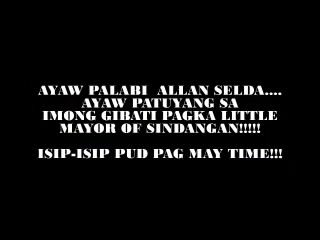 AYAW PALABI ALLAN SELDA....
AYAW PATUYANG SA
IMONG GIBATI PAGKA LITTLE
MAYOR OF SINDANGAN!!!!!
ISIP-ISIP PUD PAG MAY TIME!!!